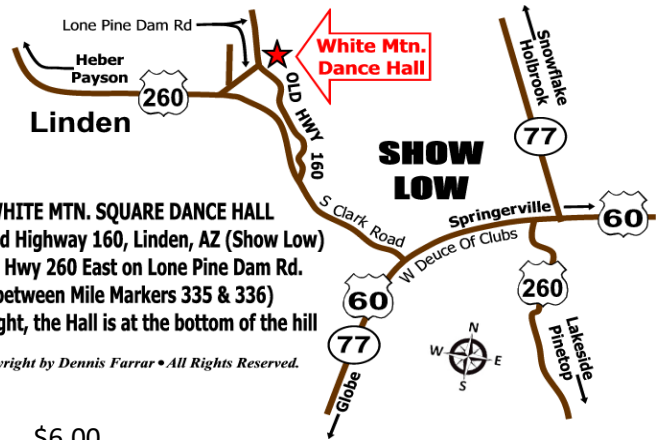 Lone Pine Dam Rd
White Mtn.
Dance Hall
Heber
Payson
260
Linden
OLD HWY 160
SHOW
LOW
Snowflake
Holbrook
77
S Clark Road
Springerville
60
W Deuce Of Clubs
WHITE MTN. SQUARE DANCE HALL
d Highway 160, Linden, AZ (Show Low)
Hwy 260 East on Lone Pine Dam Rd.
between Mile Markers 335 & 336)
ght, the Hall is at the bottom of the hill
yright by Dennis Farrar • All Rights Reserved.
60
77
Globe
260
Lakeside
Pinetop
N
W E
S
$6.00